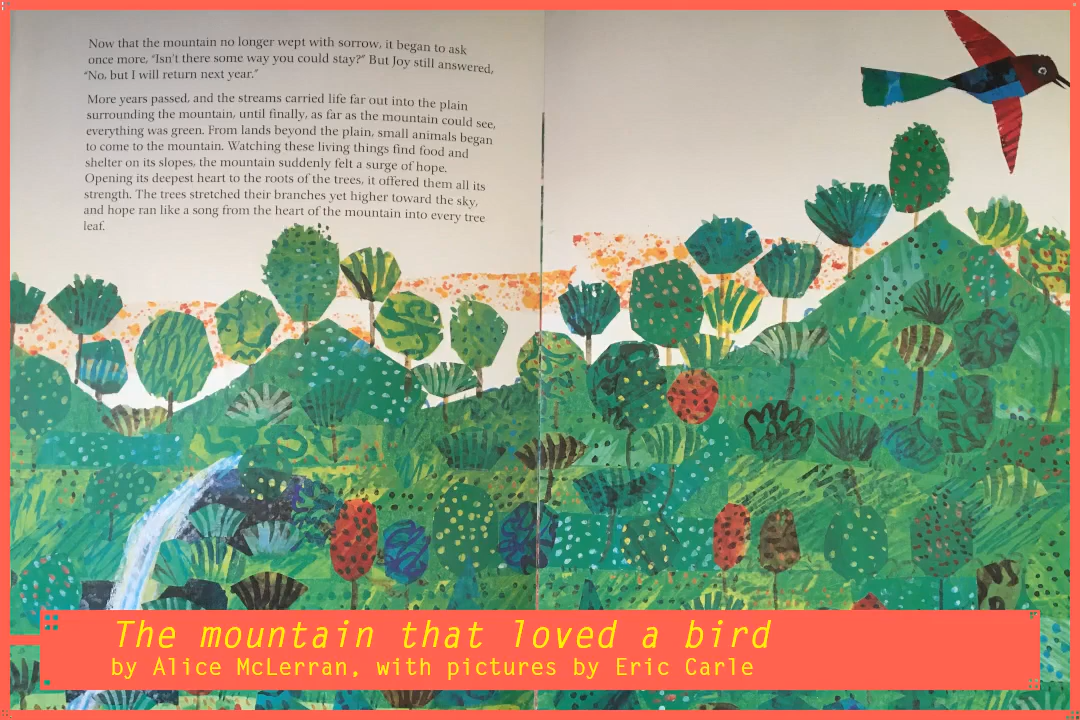 Now that the mountain no longer wept with sorrow, it began to ask
once more, "Isn't there some way you could stay?" But Joy still answered,
"No, but I will return next year."
More years passed, and the streams carried life far out into the plain
surrounding the mountain, until finally, as far as the mountain could see,
everything was green. From lands beyond the plain, small animals began
to come to the mountain. Watching these living things find food and
shelter on its slopes, the mountain suddenly felt a surge of hope.
Opening its deepest heart to the roots of the trees, it offered them all its
strength. The trees stretched their branches yet higher toward the sky,
and hope ran like a song from the heart of the mountain into every tree
leaf.
The mountain that loved a bird
by Alice McLerran, with pictures by Eric Carle